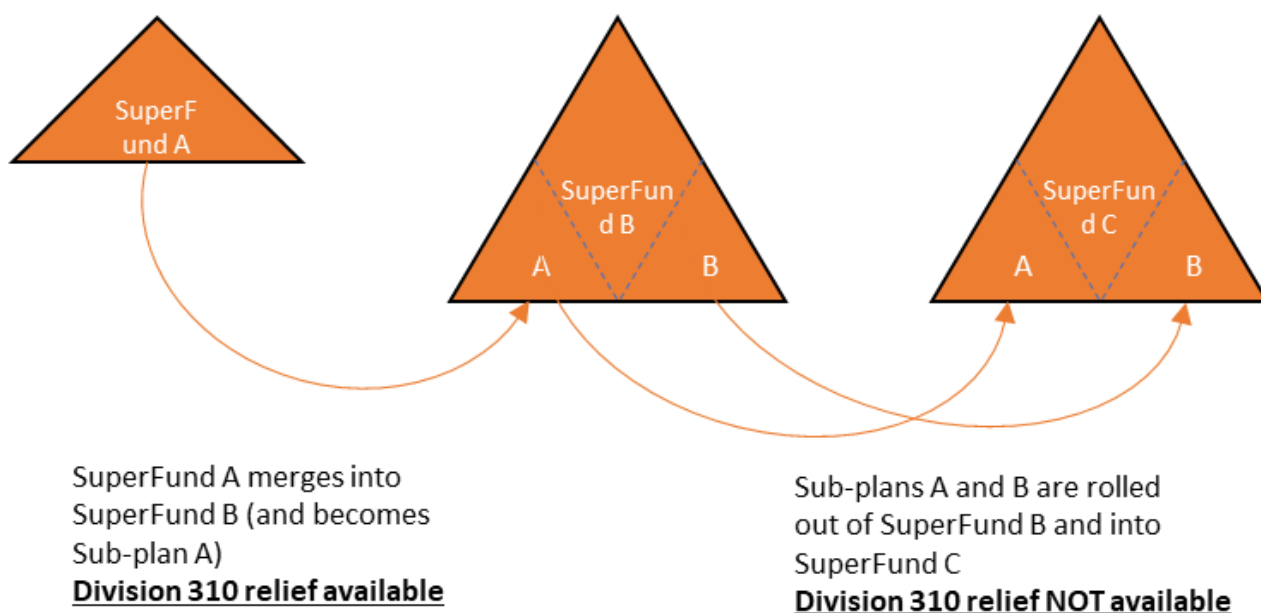 SuperF
und A
SuperFun
d B
A
B
SuperFun
d C
A
B
SuperFund A merges into
SuperFund B (and becomes
Sub-plan A)
Division 310 relief available
Sub-plans A and B are rolled
out of SuperFund B and into
SuperFund C
Division 310 relief NOT available